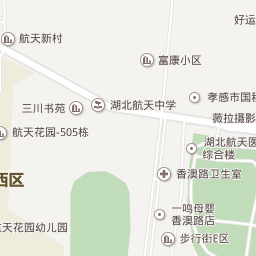 好运
航天新村
富康小区
孝感市国税
三川书苑
湖北航天中学
薇拉摄影
航天花园-505栋
湖北航天医
综合楼
香澳路卫生室
西区
一鸣母婴
香澳路店
航天花园幼儿园
步行街E区